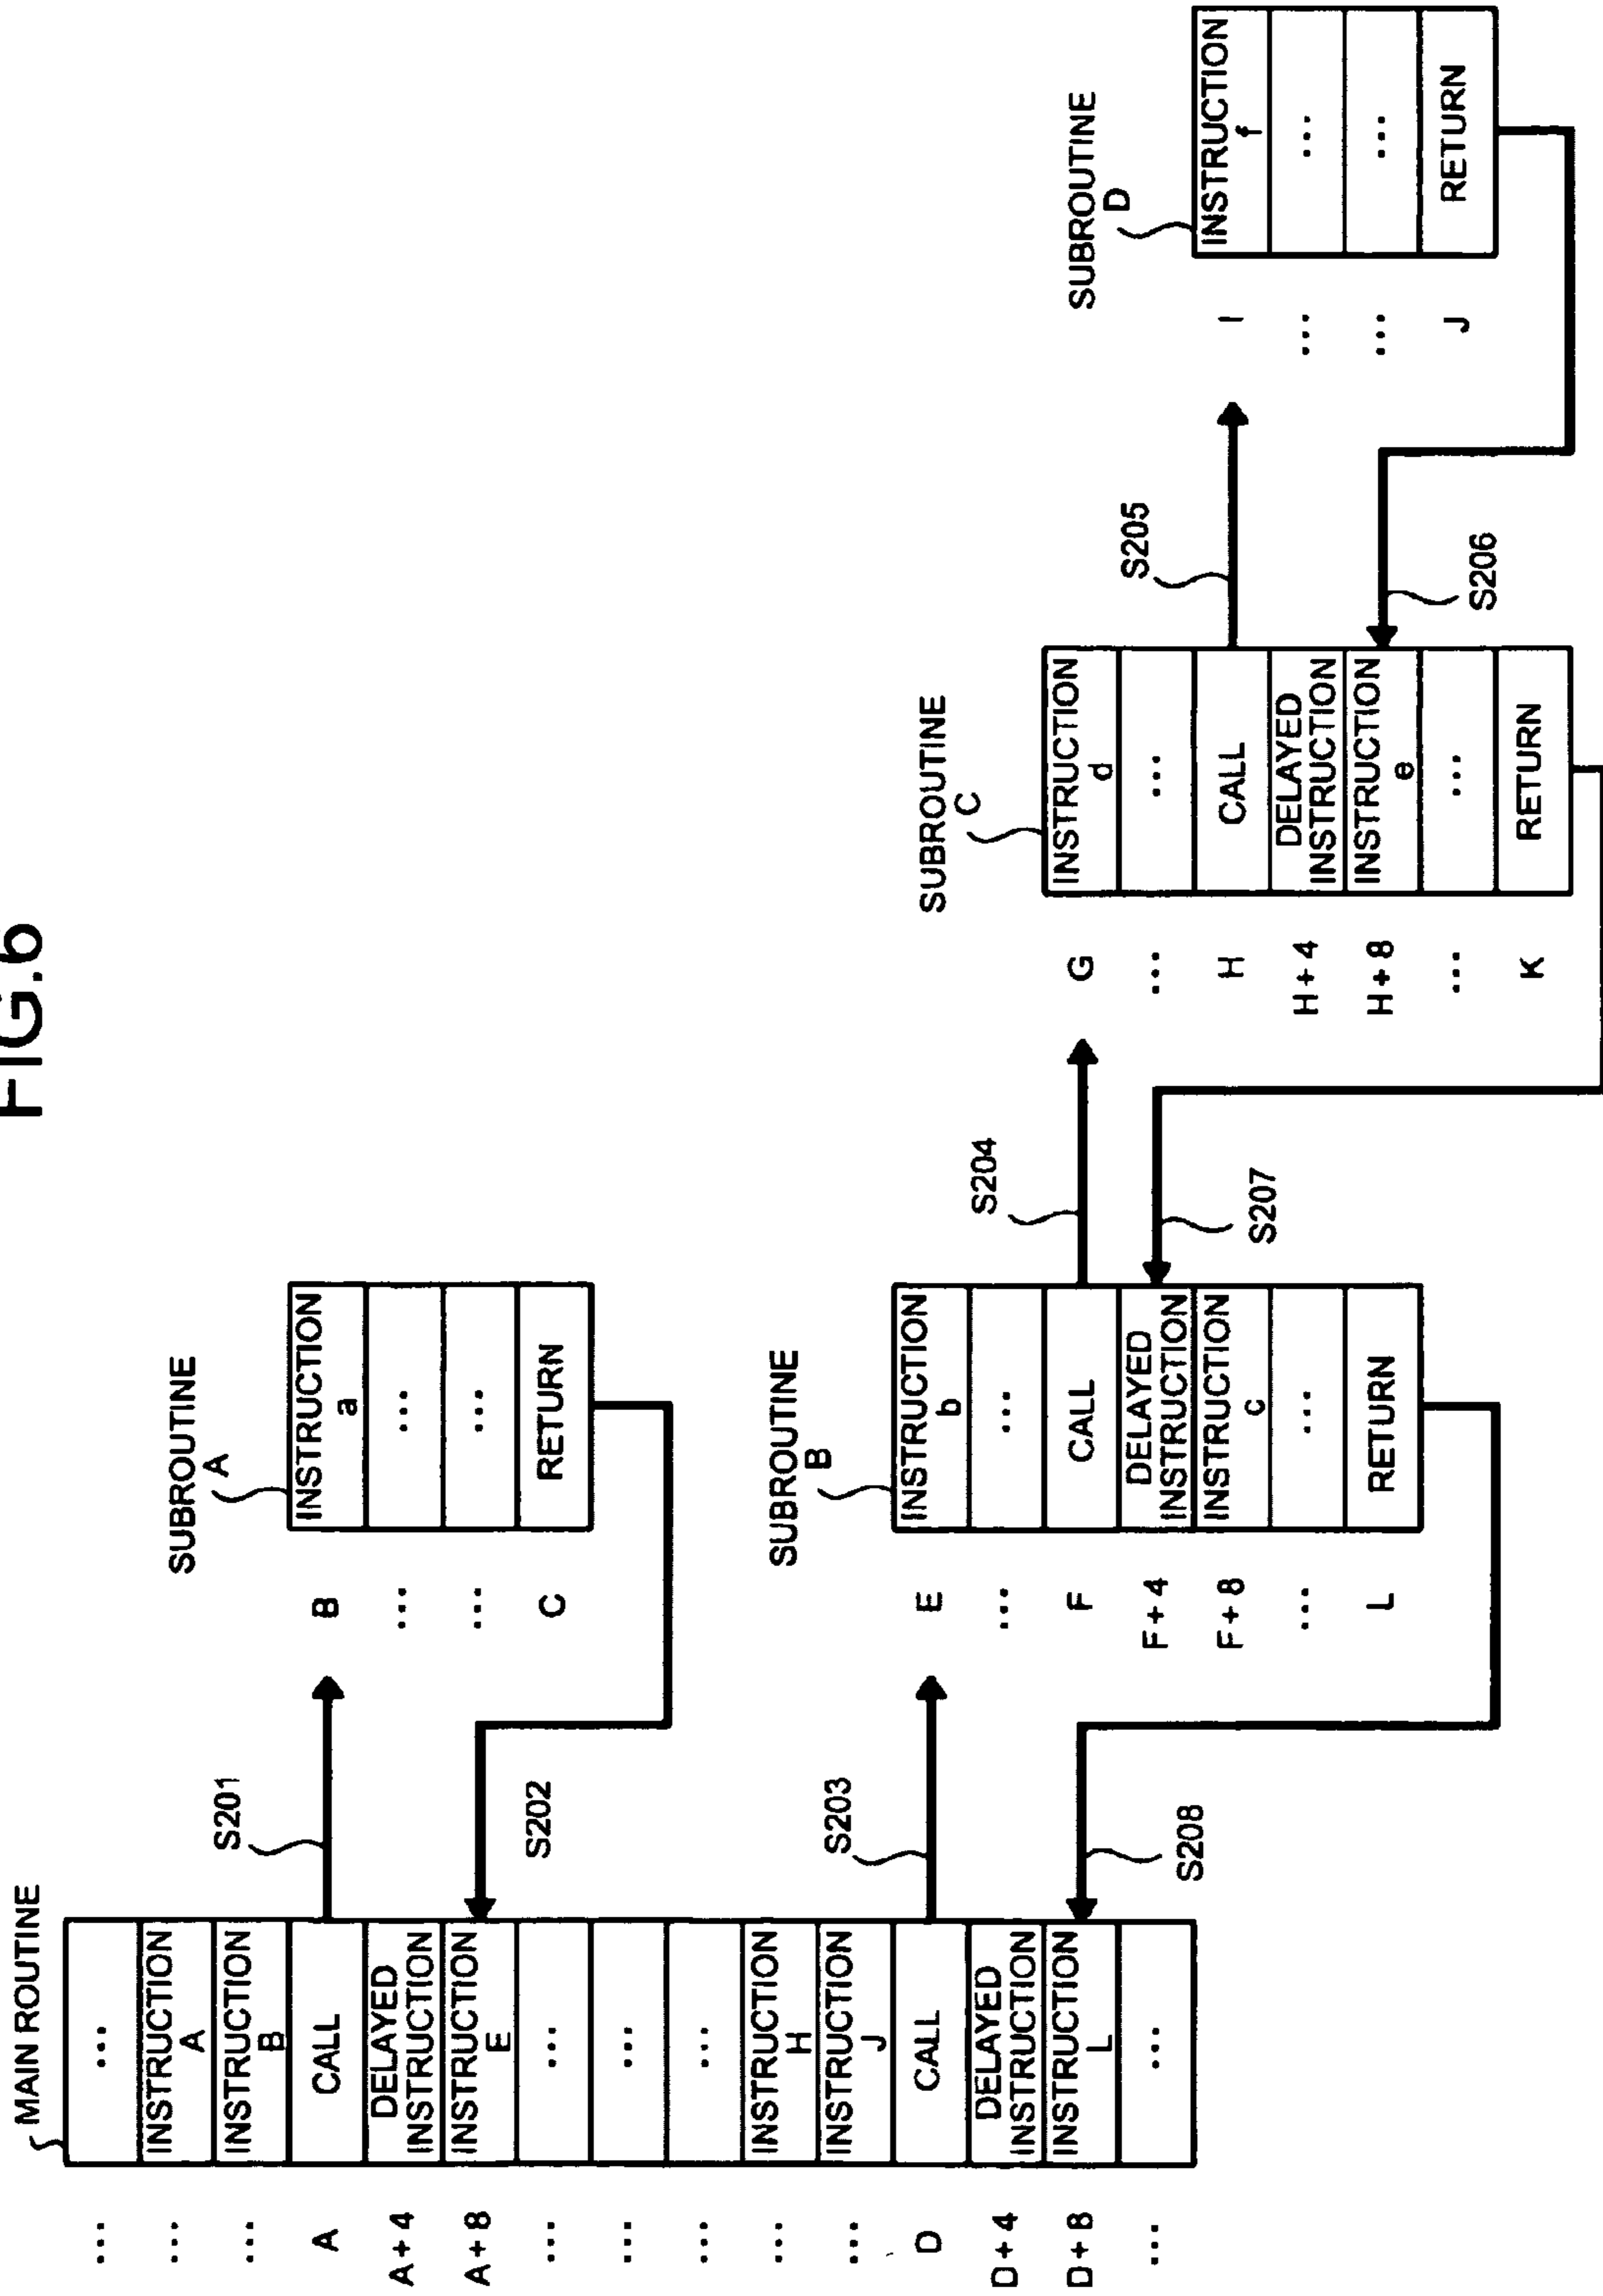 FIG.6
MAIN ROUTINE
...
... INSTRUCTION
A
... INSTRUCTION
B
A CALL
A+4 DELAYED
INSTRUCTION
A+8 INSTRUCTION
E
... ...
... ...
... ...
... INSTRUCTION
H
... INSTRUCTION
J
D CALL
D+4 DELAYED
INSTRUCTION
D+8 INSTRUCTION
L
... ...
S201
S202
S203
S208
SUBROUTINE
A
B INSTRUCTION
a
... ...
... ...
C RETURN
SUBROUTINE
B
E INSTRUCTION
b
... ...
F CALL
F+4 DELAYED
INSTRUCTION
F+8 INSTRUCTION
c
... ...
L RETURN
S204
S207
SUBROUTINE
C
G INSTRUCTION
d
... ...
H CALL
H+4 DELAYED
INSTRUCTION
H+8 INSTRUCTION
e
... ...
K RETURN
S205
S206
SUBROUTINE
D
I INSTRUCTION
f
... ...
... ...
J RETURN